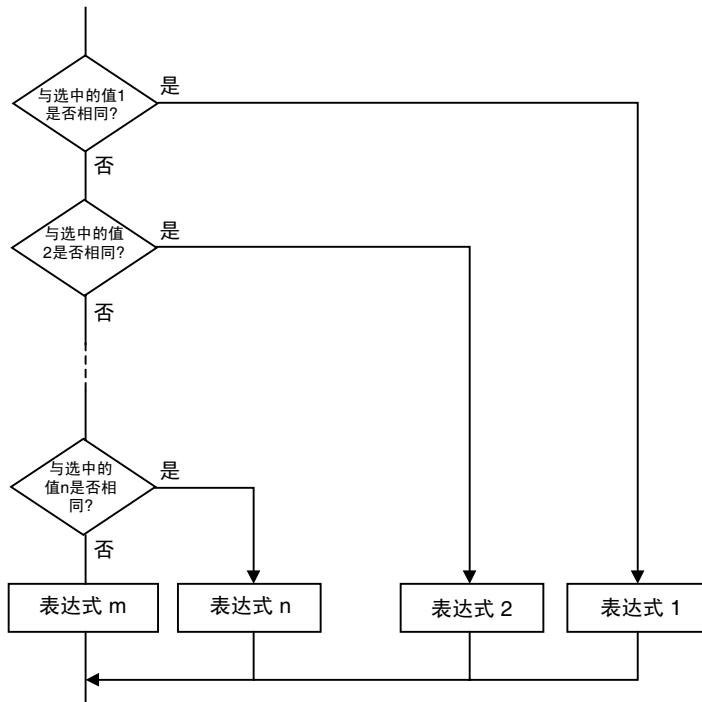 与选中的值1
是否相同?
是
否
与选中的值
2是否相同?
是
否
与选中的
值n是否相
同?
是
否
表达式 m
表达式 n
表达式 2
表达式 1